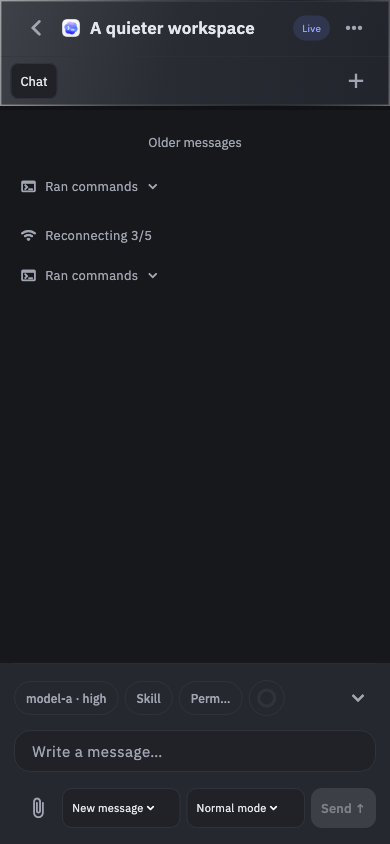 A quieter workspace
Live
Chat
Older messages
Ran commands
Reconnecting 3/5
Ran commands
model-a · high
Skill
Perm...
Write a message...
New message
Normal mode
Send ↑